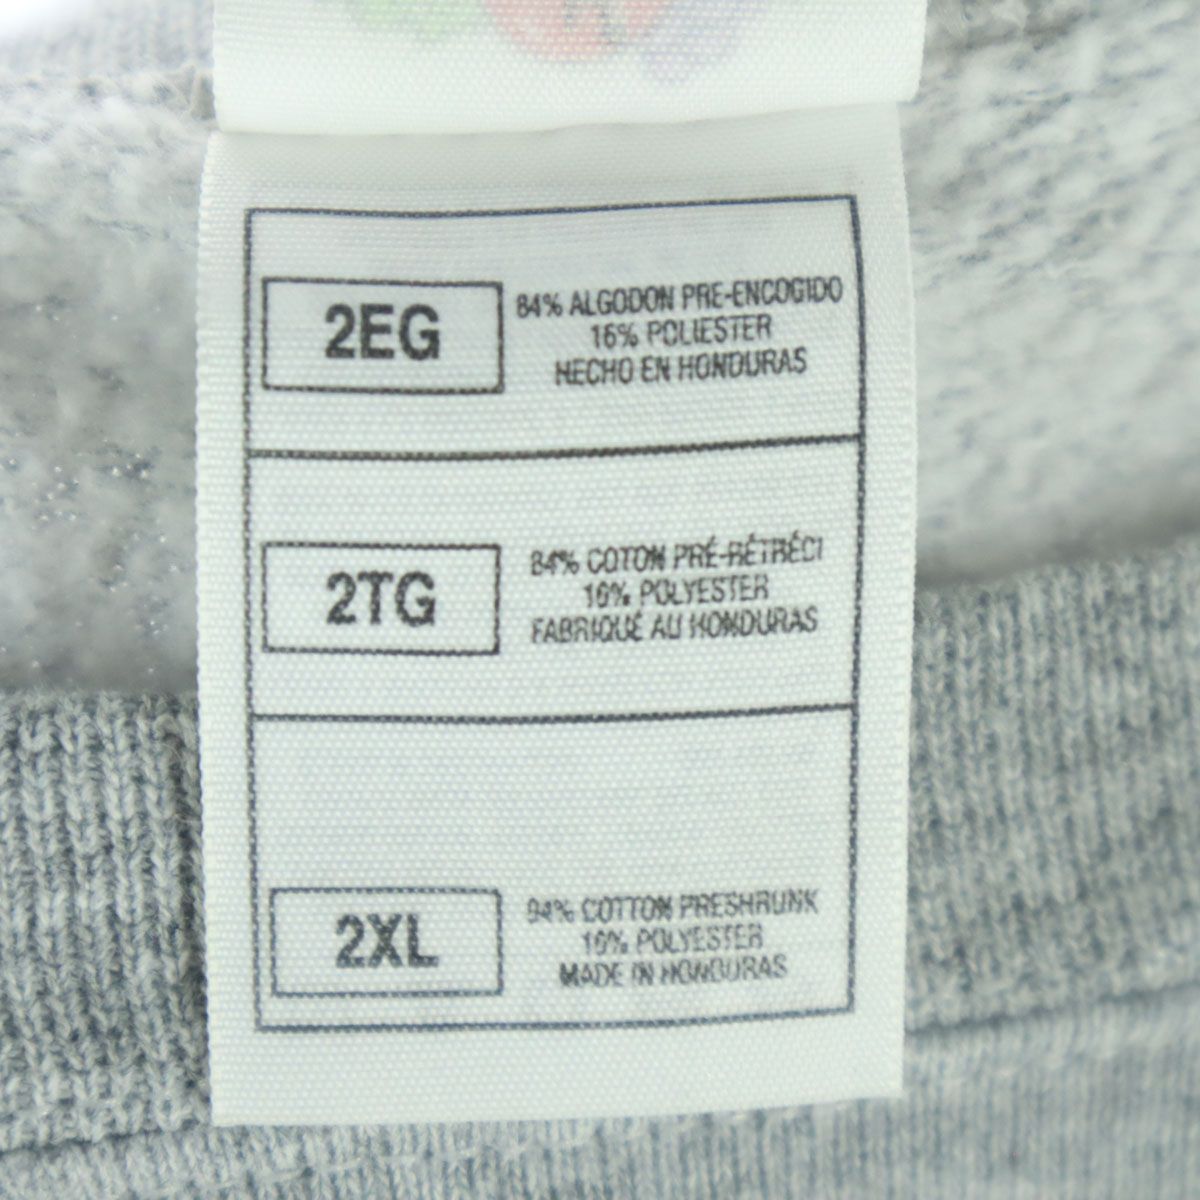 2EG
84% ALGODON PRE-ENCOGIDO
16% POLIESTER
HECHO EN HONDURAS
2TG
84% COTON PRÉ-RÉTRÉCI
16% POLYESTER
FABRIQUÉ AU HONDURAS
2XL
84% COTTON PRESHRUNK
16% POLYESTER
MADE IN HONDURAS